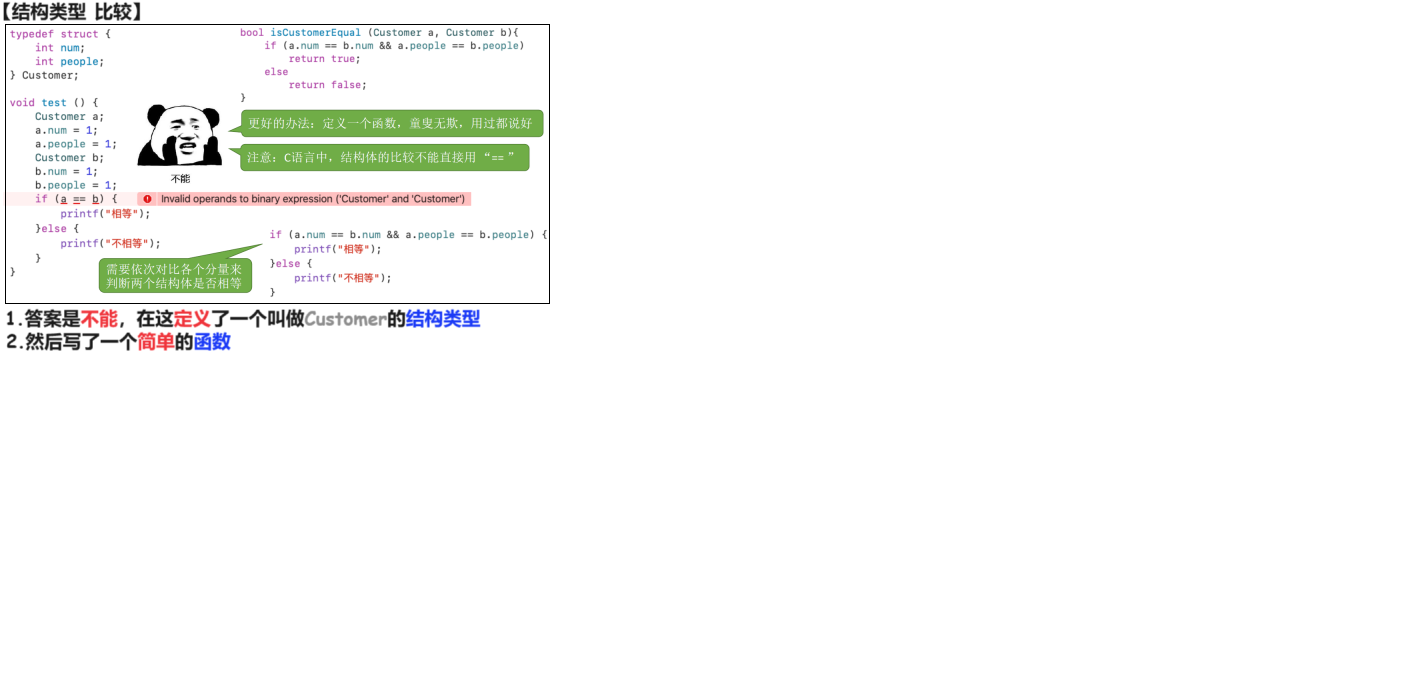 【结构类型 比较】
typedef struct {
    int num;
    int people;
} Customer;
void test () {
    Customer a;
    a.num = 1;
    a.people = 1;
    Customer b;
    b.num = 1;
    b.people = 1;
    if (a == b) {
Invalid operands to binary expression ('Customer' and 'Customer')
        printf("相等");
    }else {
        printf("不相等");
    }
}
不能
bool isCustomerEqual (Customer a, Customer b){
    if (a.num == b.num && a.people == b.people)
        return true;
    else
        return false;
}
更好的办法：定义一个函数，童叟无欺，用过都说好
注意：C语言中，结构体的比较不能直接用 “== ”
if (a.num == b.num && a.people == b.people) {
    printf("相等");
}else {
    printf("不相等");
}
需要依次对比各个分量来
判断两个结构体是否相等
1.答案是不能，在这定义了一个叫做Customer的结构类型
2.然后写了一个简单的函数